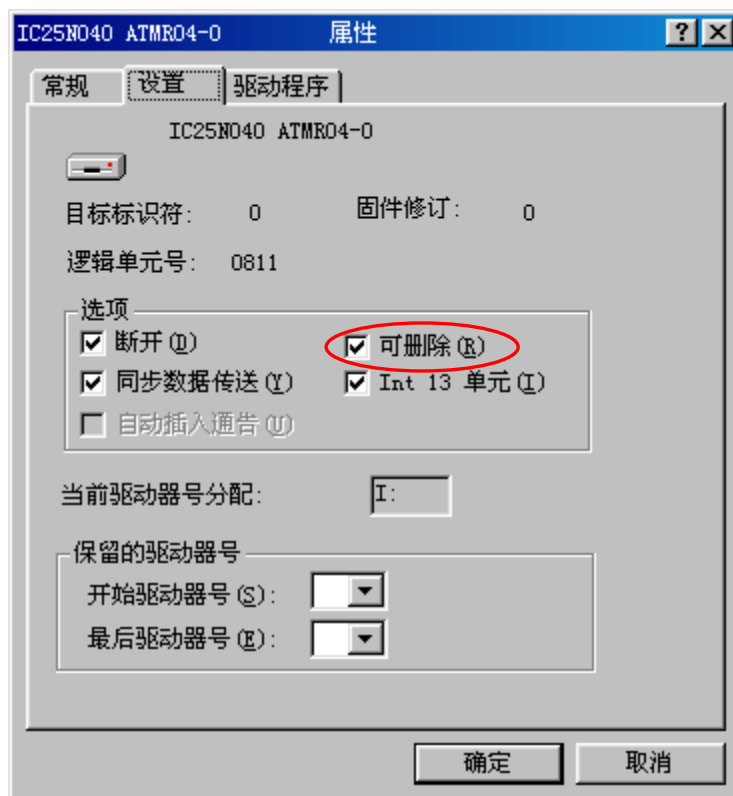 IC25N040 ATMR04-0 属性
常规 设置 驱动程序
IC25N040 ATMR04-0
目标标识符: 0 固件修订: 0
逻辑单元号: 0811
选项
断开(D) 可删除(R)
同步数据传送(Y) Int 13 单元(I)
自动插入通告(U)
当前驱动器号分配: I:
保留的驱动器号
开始驱动器号(S):
最后驱动器号(E):
确定 取消